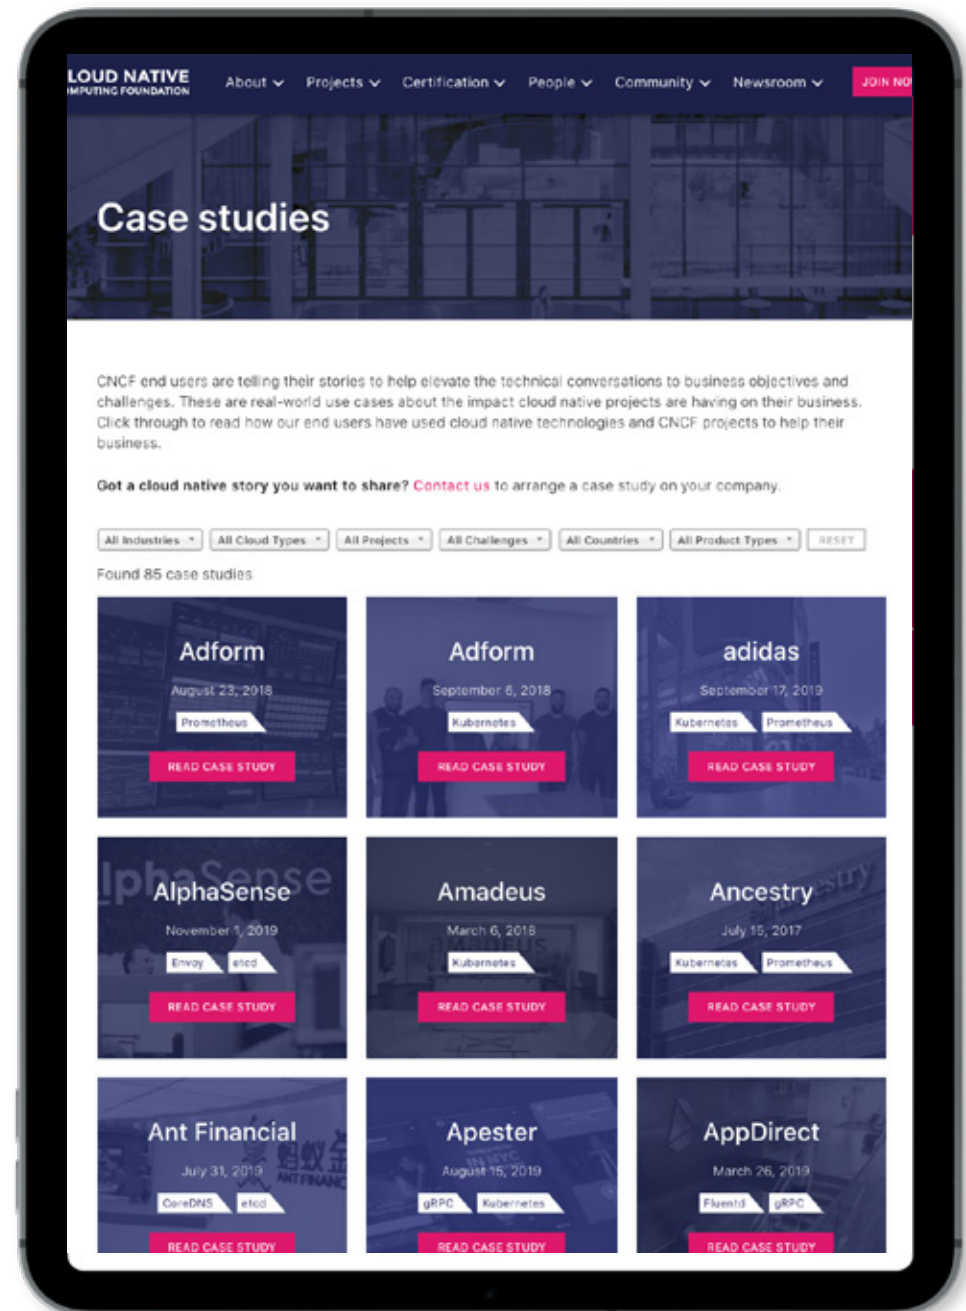 LOUD NATIVE
MPUTING FOUNDATION
About Projects Certification People Community Newsroom JOIN NO
Case studies
CNCF end users are telling their stories to help elevate the technical conversations to business objectives and
challenges. These are real-world use cases about the impact cloud native projects are having on their business.
Click through to read how our end users have used cloud native technologies and CNCF projects to help their
business.
Got a cloud native story you want to share? Contact us to arrange a case study on your company.
All Industries All Cloud Types All Projects All Challenges All Countries All Product Types RESET
Found 85 case studies
Adform
August 23, 2018
Prometheus
READ CASE STUDY
Adform
September 6, 2018
Kubernetes
READ CASE STUDY
adidas
September 17, 2019
Kubernetes Prometheus
READ CASE STUDY
lphaSense
AlphaSense
November 1, 2019
Envoy etcd
READ CASE STUDY
Amadeus
March 6, 2018
amadeus
Kubernetes
READ CASE STUDY
Ancestry
July 15, 2017
Kubernetes Prometheus
READ CASE STUDY
Ant Financial
July 31, 2019
ANT FINANC
CoreDNS etcd
READ CASE STUDY
Apester
IN NYC
August 15, 2019
gRPC Kubernetes
READ CASE STUDY
AppDirect
March 26, 2019
Fluentd gRPC
READ CASE STUDY